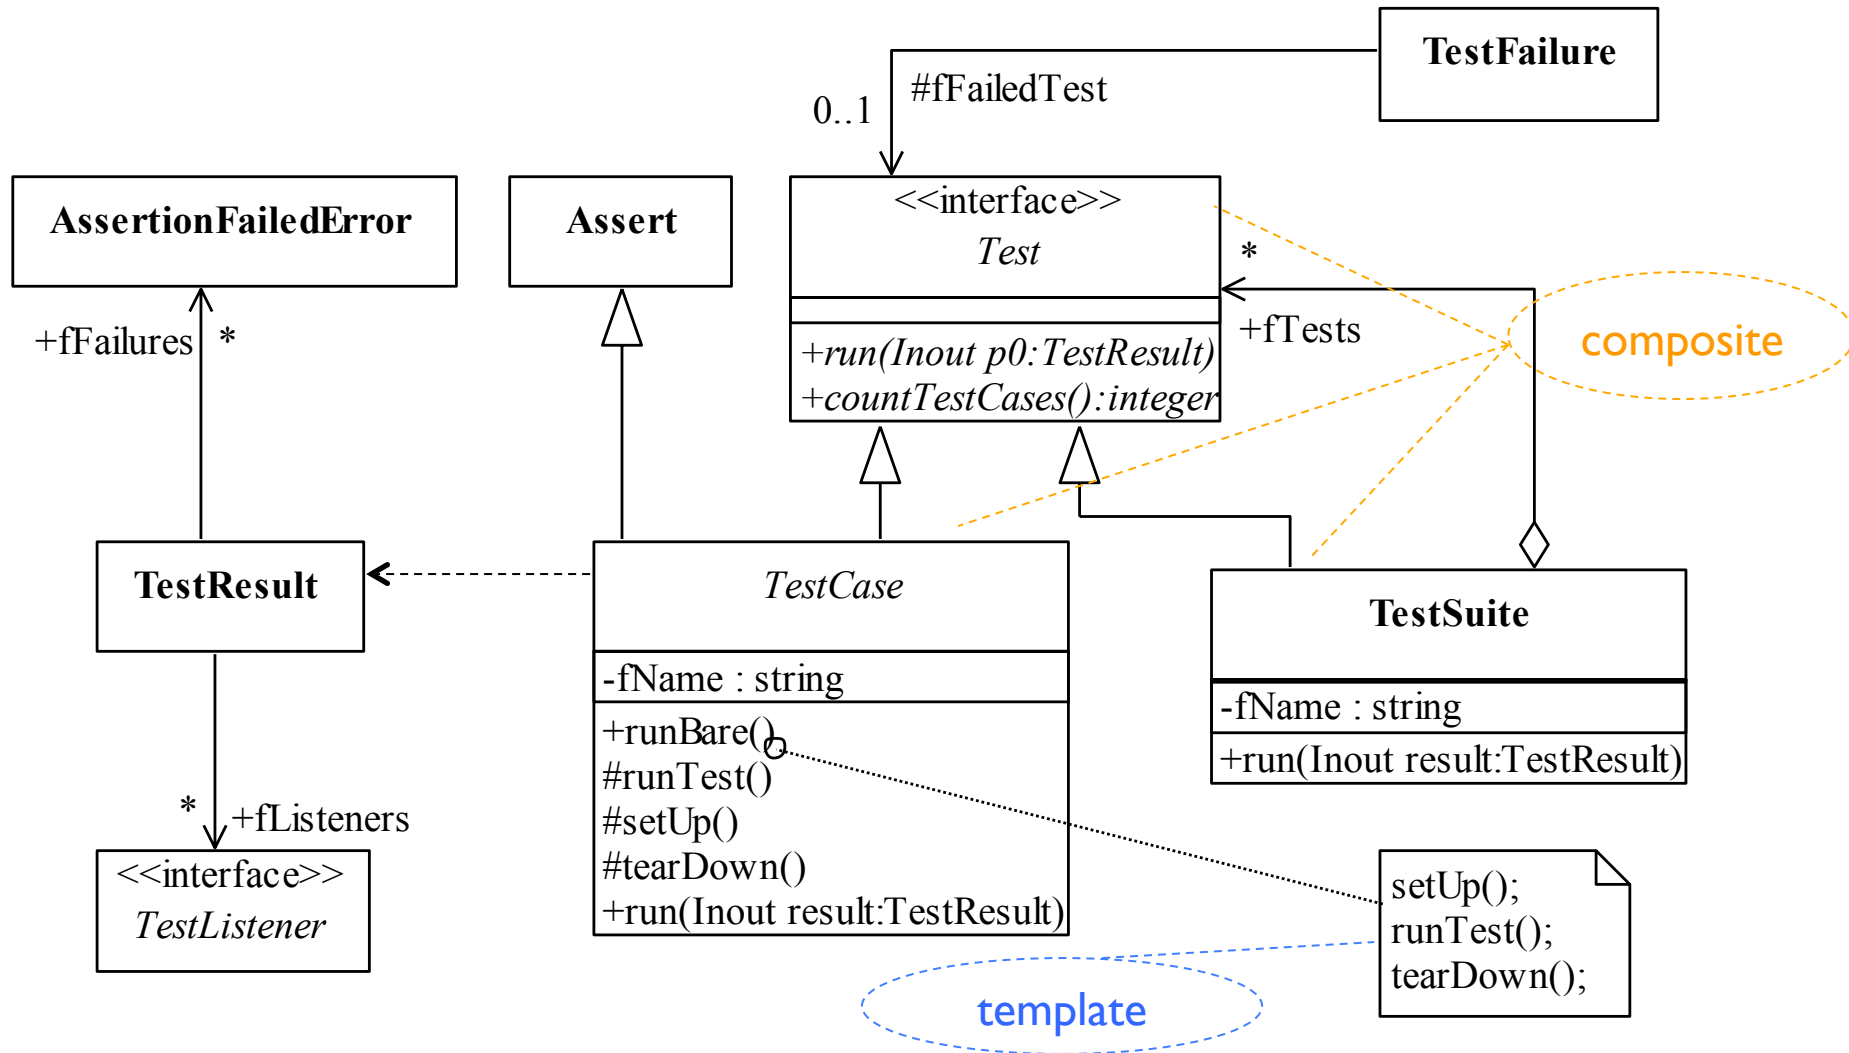 TestFailure
#fFailedTest
0..1
AssertionFailedError
Assert
<<interface>>
Test
+run(Inout p0:TestResult)
+countTestCases():integer
*
+fTests
composite
+fFailures
*
TestResult
TestCase
-fName : string
+runBare()
#runTest()
#setUp()
#tearDown()
+run(Inout result:TestResult)
TestSuite
-fName : string
+run(Inout result:TestResult)
*
+fListeners
<<interface>>
TestListener
setUp();
runTest();
tearDown();
template